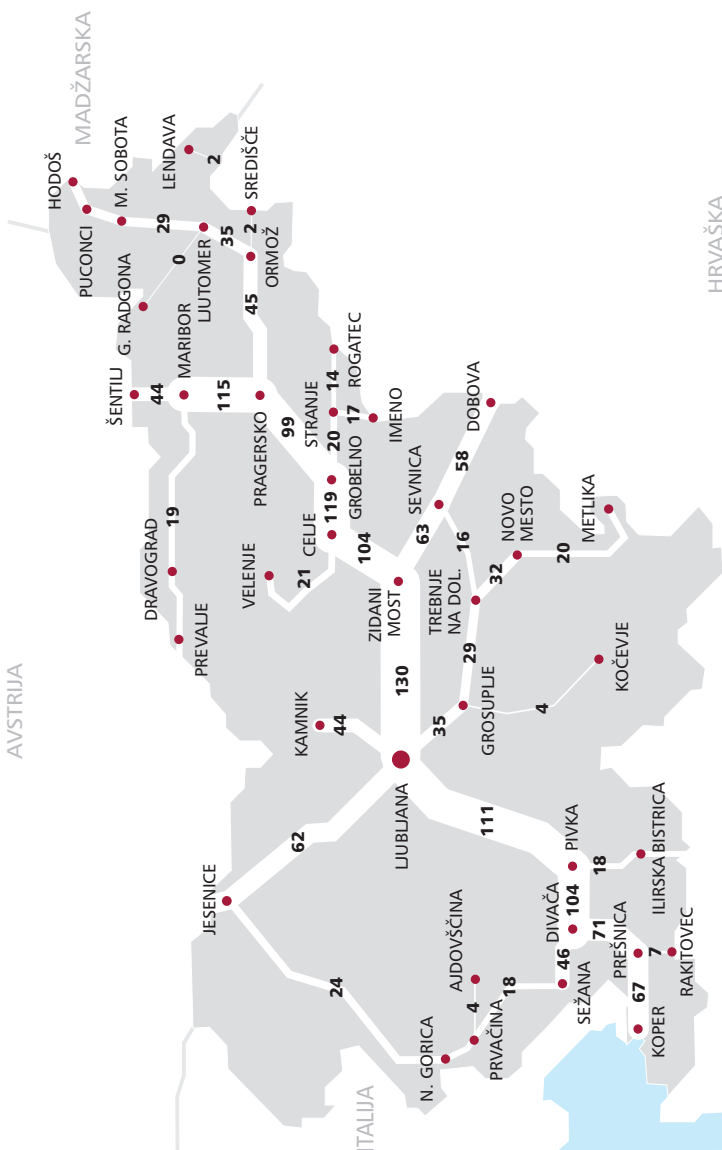 AVSTRIJA
MADŽARSKA
HRVAŠKA
ITALIJA
HODOŠ
PUCONCI
M. SOBOTA
29
LENDAVA
2
G. RADGONA
0
LJUTOMER
35
SREDIŠČE
2
ORMOŽ
45
ŠENTILJ
44
MARIBOR
115
PRAGERSKO
99
DRAVOGRAD
19
PREVALJE
STRANJE
14
ROGATEC
17
IMENO
20
GROBELNO
119
CELJE
VELENJE
21
104
ZIDANI
MOST
SEVNICA
63
58
DOBOVA
16
TREBNJE
NA DOL.
32
NOVO
MESTO
20
METLIKA
29
GROSUPLJE
35
4
KOČEVJE
130
KAMNIK
44
LJUBLJANA
62
JESENICE
24
111
PIVKA
18
ILIRSKA BISTRICA
104
DIVAČA
46
SEŽANA
71
PREŠNICA
7
RAKITOVEC
67
KOPER
AJDOVŠČINA
4
18
PRVAČINA
N. GORICA